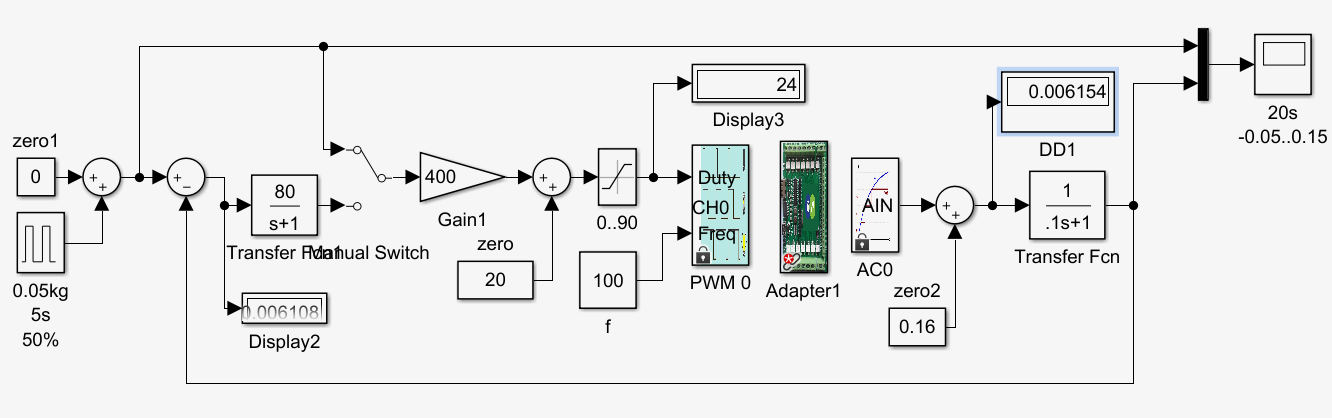 zero1
0
0.05kg
5s
50%
80
s+1
Transfer Fcn1
Manual Switch
0.006108
Display2
400
Gain1
zero
20
0..90
100
f
24
Display3
Duty
CH0
Freq
PWM 0
Adapter1
AIN
AC0
zero2
0.16
0.006154
DD1
1
.1s+1
Transfer Fcn
20s
-0.05..0.15